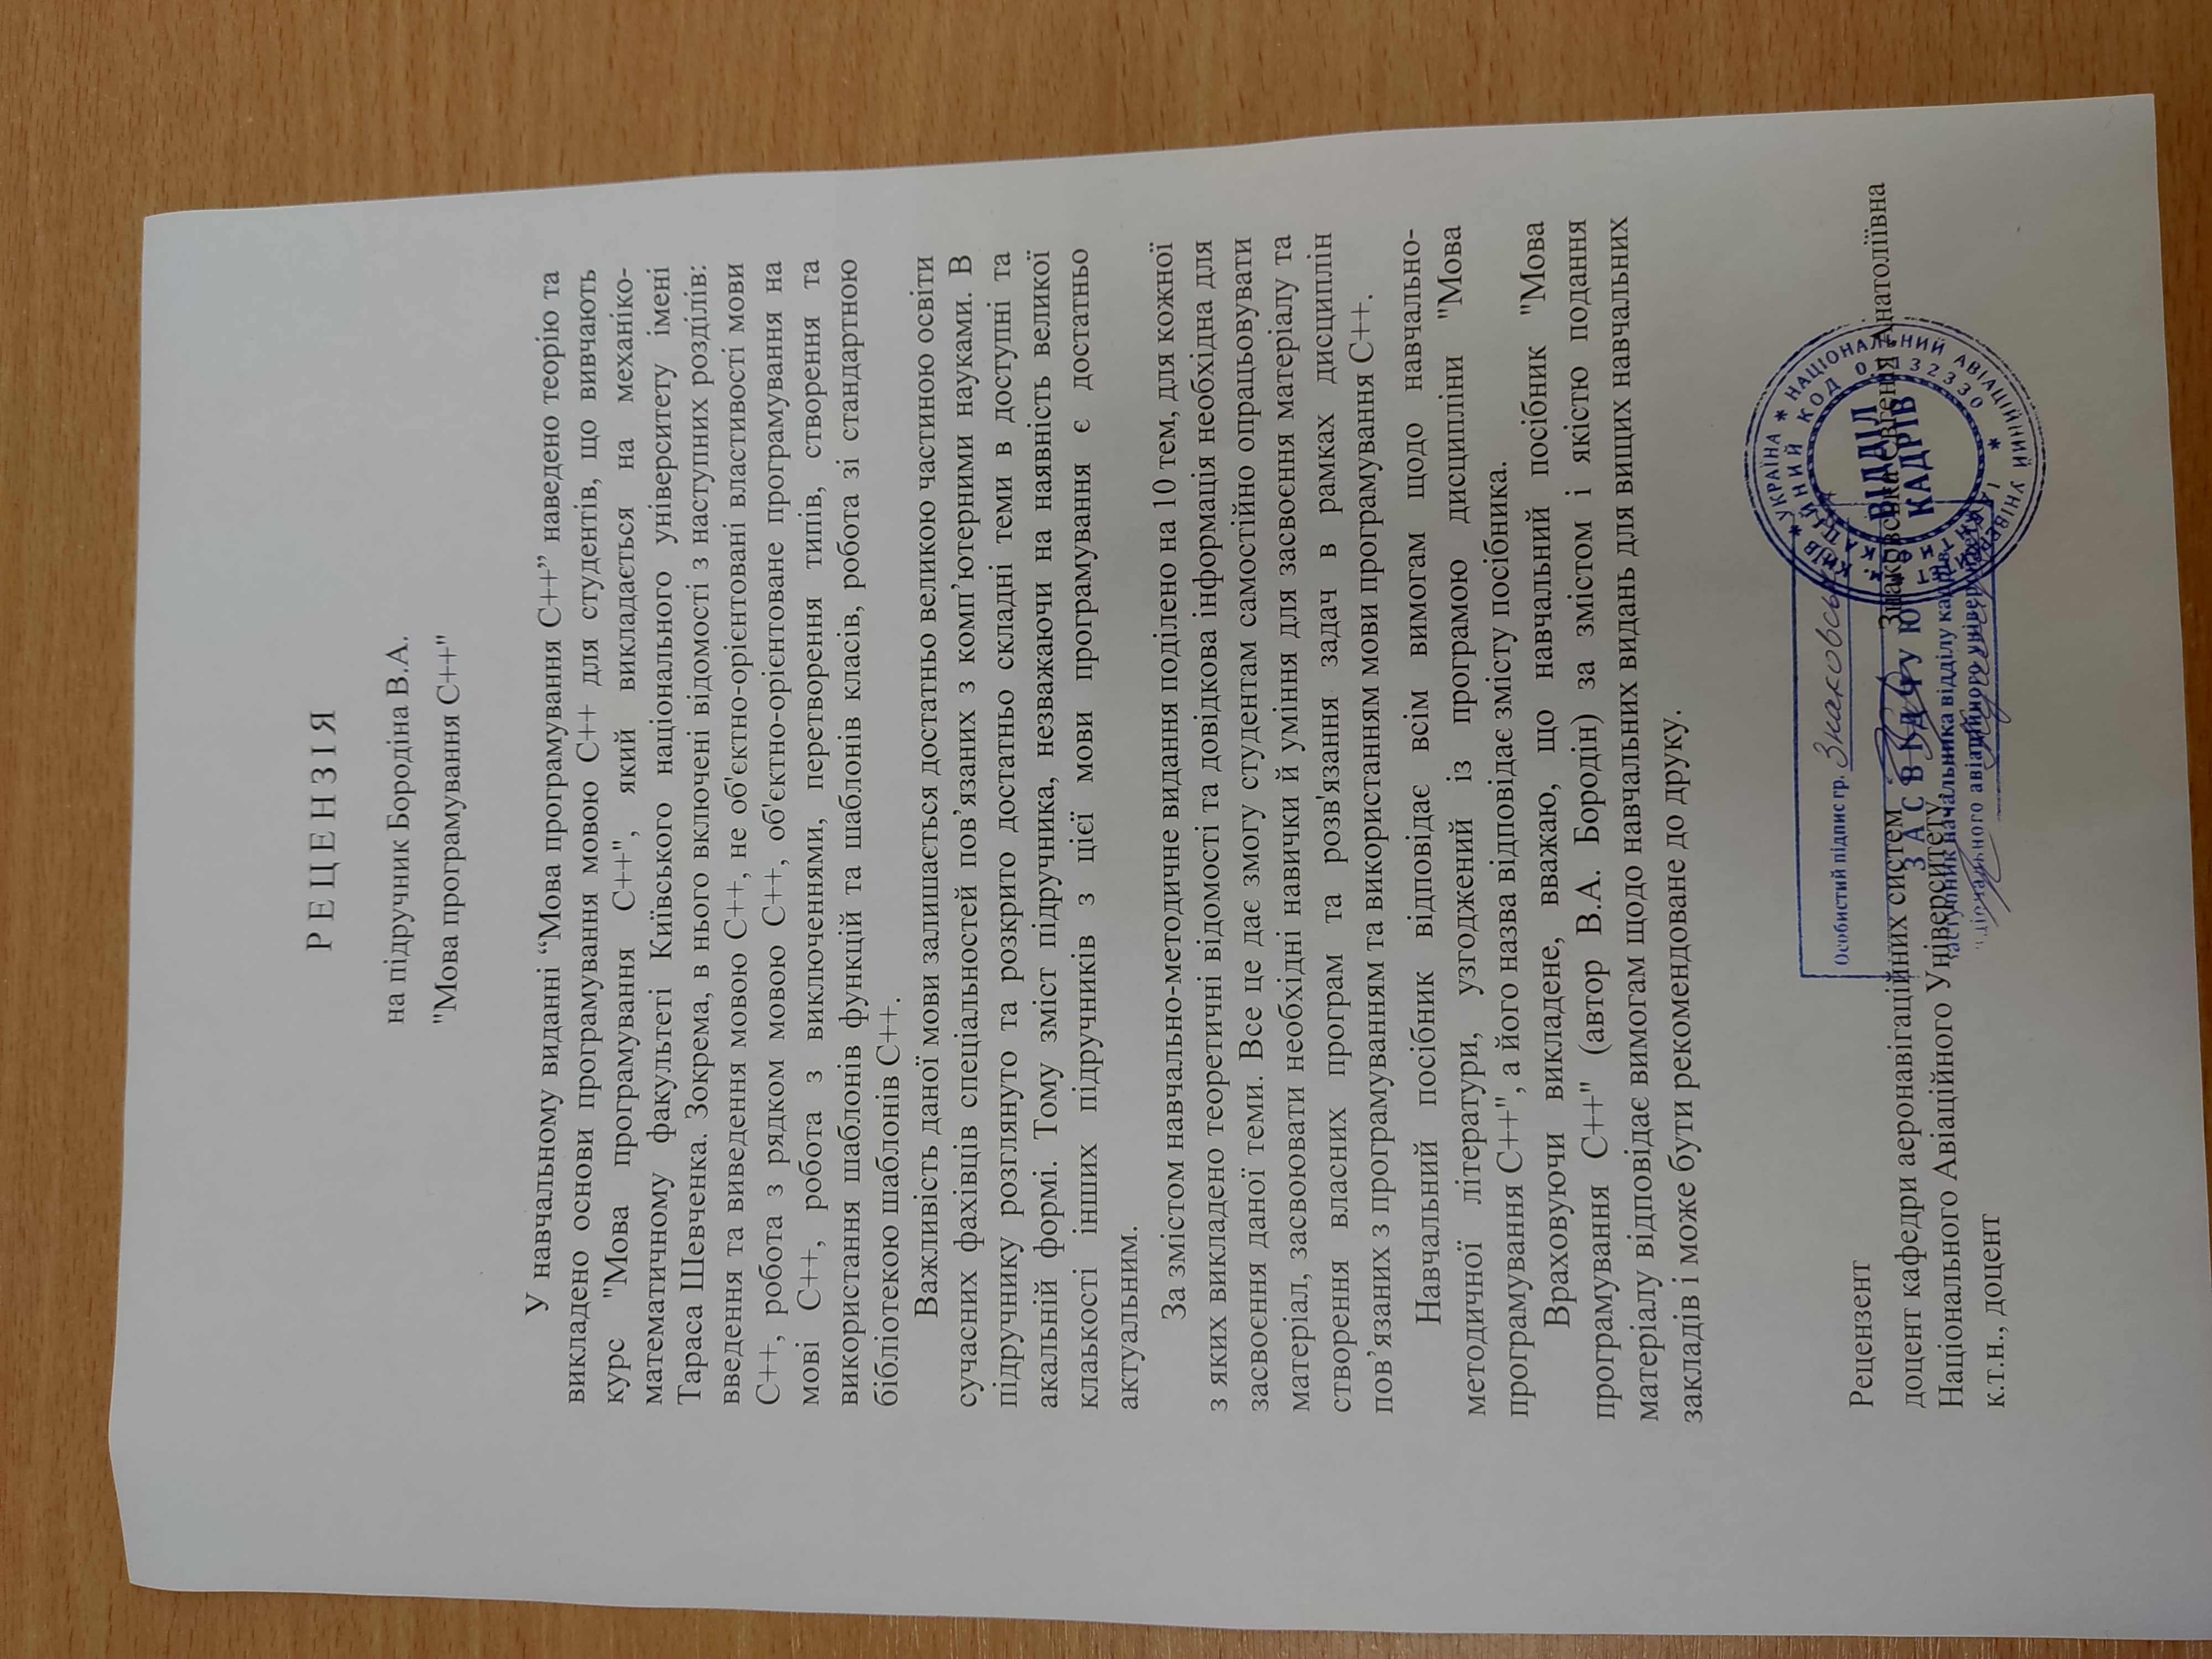 РЕЦЕНЗІЯ
на підручник Бородіна В.А.
"Мова програмування С++"
У навчальному виданні “Мова програмування С++” наведено теорію та
викладено основи програмування мовою С++ для студентів, що вивчають
курс "Мова програмування С++", який викладається на механіко-
математичному факультеті Київського національного університету імені
Тараса Шевченка. Зокрема, в нього включені відомості з наступних розділів:
введення та виведення мовою С++, не об'єктно-орієнтовані властивості мови
С++, робота з рядком мовою С++, об'єктно-орієнтоване програмування на
мові С++, робота з виключеннями, перетворення типів, створення та
використання шаблонів функцій та шаблонів класів, робота зі стандартною
бібліотекою шаблонів С++.
Важливість даної мови залишається достатньо великою частиною освіти
сучасних фахівців спеціальностей пов’язаних з комп’ютерними науками. В
підручнику розглянуто та розкрито достатньо складні теми в доступні та
акальній формі. Тому зміст підручника, незважаючи на наявність великої
клаькості інших підручників з цієї мови програмування є достатньо
актуальним.
За змістом навчально-методичне видання поділено на 10 тем, для кожної
з яких викладено теоретичні відомості та довідкова інформація необхідна для
засвоєння даної теми. Все це дає змогу студентам самостійно опрацьовувати
матеріал, засвоювати необхідні навички й уміння для засвоєння матеріалу та
створення власних програм та розв'язання задач в рамках дисциплін
пов’язаних з програмуванням та використанням мови програмування С++.
Навчальний посібник відповідає всім вимогам щодо навчально-
методичної літератури, узгоджений із програмою дисципліни "Мова
програмування С++", а його назва відповідає змісту посібника.
Враховуючи викладене, вважаю, що навчальний посібник "Мова
програмування С++" (автор В.А. Бородін) за змістом і якістю подання
матеріалу відповідає вимогам щодо навчальних видань для вищих навчальних
закладів і може бути рекомендоване до друку.
Особистий підпис гр.
Рецензент
доцент кафедри аеронавігаційних систем Знаковська Євгенія Анатоліївна
ЗАСВІДЧУЮ
Національного Авіаційного Університету,
начальника відділу кадрів
авіаційного університету
к.т.н., доцент
ВІДДІЛ
КАДРІВ
м. КИЇВ * УКРАЇНА * НАЦІОНАЛЬНИЙ АВІАЦІЙНИЙ УНІВЕРСИТЕТ
КОД 01132330